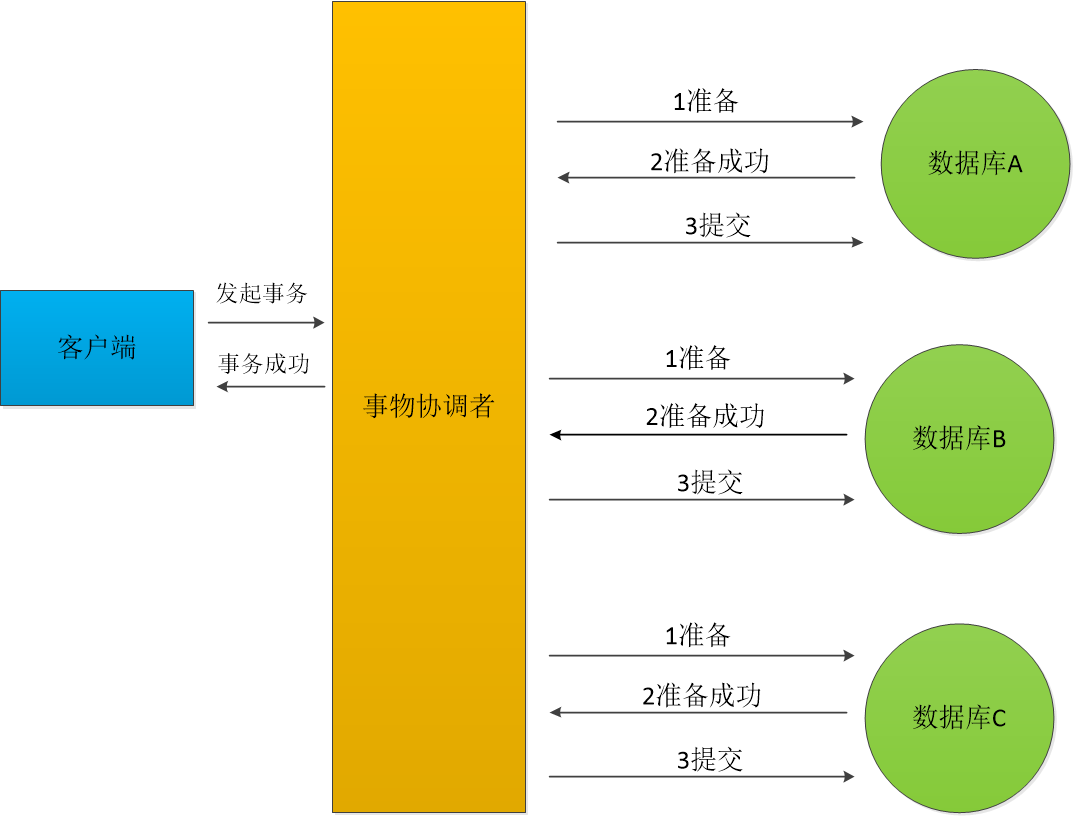 发起事务
客户端
事务成功
事物协调者
1准备
2准备成功
3提交
数据库A
1准备
2准备成功
3提交
数据库B
1准备
2准备成功
3提交
数据库C